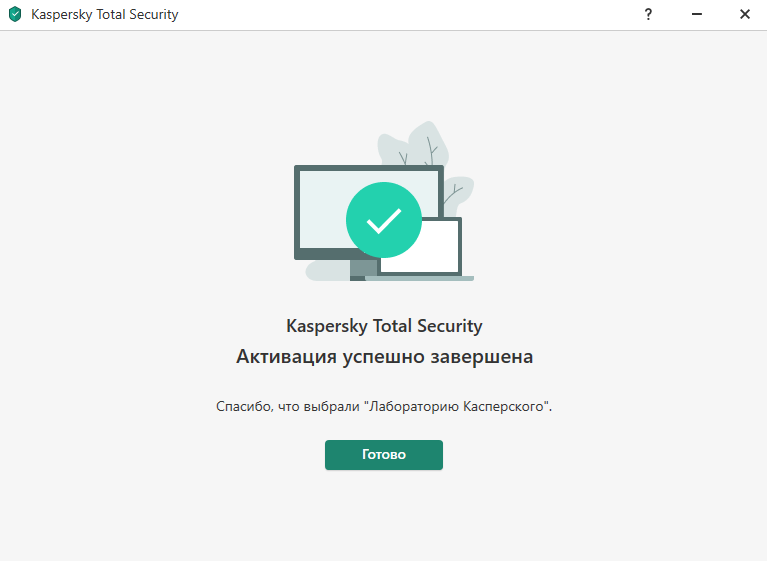 Kaspersky Total Security
?
Kaspersky Total Security
Активация успешно завершена
Спасибо, что выбрали "Лабораторию Касперского".
Готово